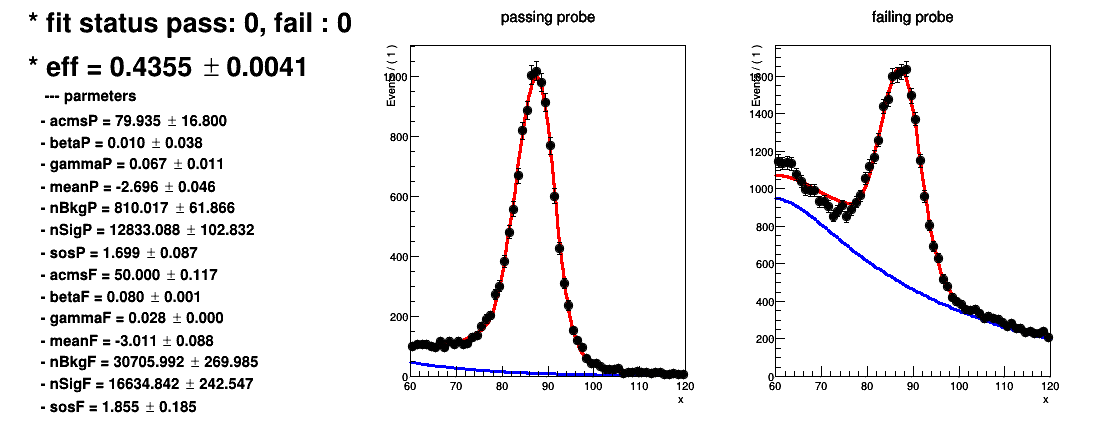 * fit status pass: 0, fail : 0
* eff = 0.4355 ± 0.0041
--- parmeters
- acmsP = 79.935 ± 16.800
- betaP = 0.010 ± 0.038
- gammaP = 0.067 ± 0.011
- meanP = -2.696 ± 0.046
- nBkgP = 810.017 ± 61.866
- nSigP = 12833.088 ± 102.832
- sosP = 1.699 ± 0.087
- acmsF = 50.000 ± 0.117
- betaF = 0.080 ± 0.001
- gammaF = 0.028 ± 0.000
- meanF = -3.011 ± 0.088
- nBkgF = 30705.992 ± 269.985
- nSigF = 16634.842 ± 242.547
- sosF = 1.855 ± 0.185
passing probe
Events / ( 1 )
1000
800
600
400
200
0
60 70 80 90 100 110 120
x
failing probe
Events / ( 1 )
1600
1400
1200
1000
800
600
400
200
0
60 70 80 90 100 110 120
x